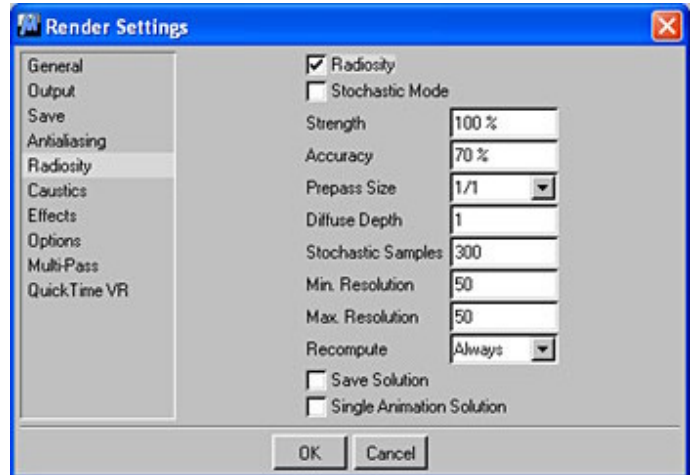 Render Settings
General
Output
Save
Antialiasing
Radiosity
Caustics
Effects
Options
Multi-Pass
QuickTime VR
Radiosity
Stochastic Mode
Strength 100 %
Accuracy 70 %
Prepass Size 1/1
Diffuse Depth 1
Stochastic Samples 300
Min. Resolution 50
Max. Resolution 50
Recompute Always
Save Solution
Single Animation Solution
OK Cancel